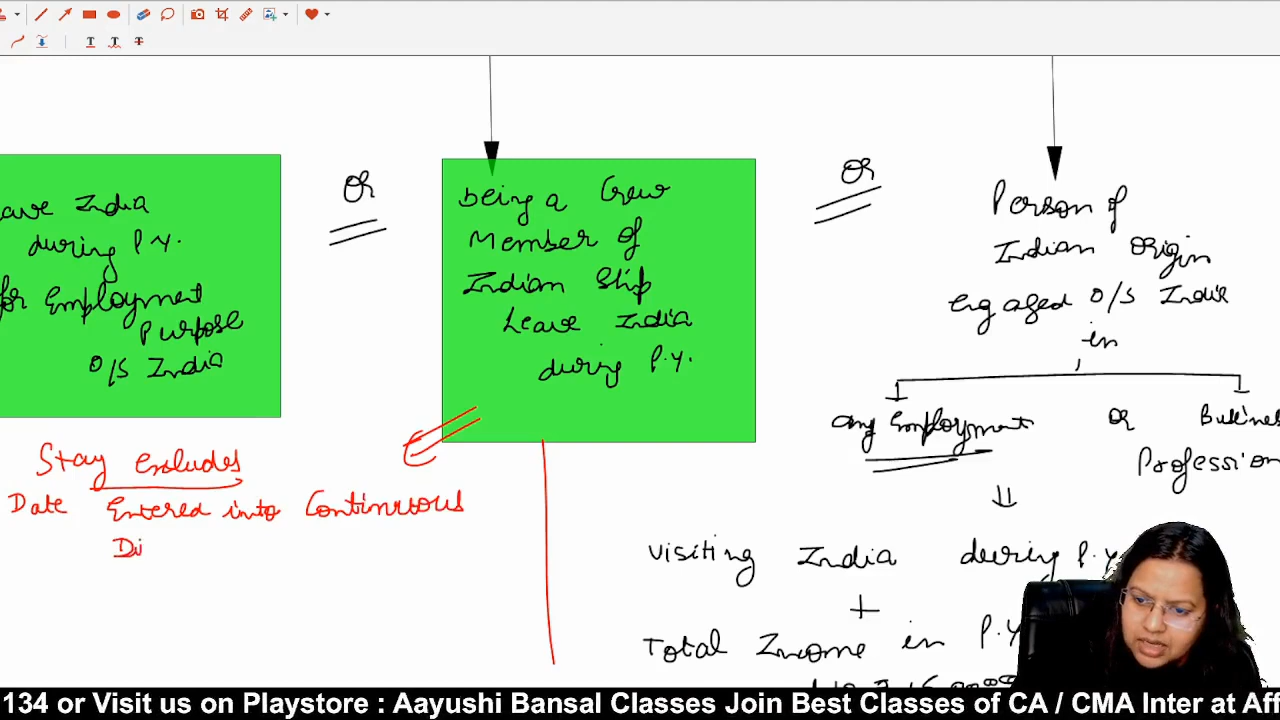 ave India
during P.Y.
for Employment
Purpose
O/S India
Or
being a Crew
Member of
Indian Ship
Leave India
during P.Y.
Or
Person of
Indian Origin
engaged O/S India
in
any Employment
Or
Busines
Profession
Stay excludes
Date Entered into Continuous
Di
Visiting India during P.Y
+
Total Income in P.Y
134 or Visit us on Playstore : Aayushi Bansal Classes Join Best Classes of CA / CMA Inter at Aff